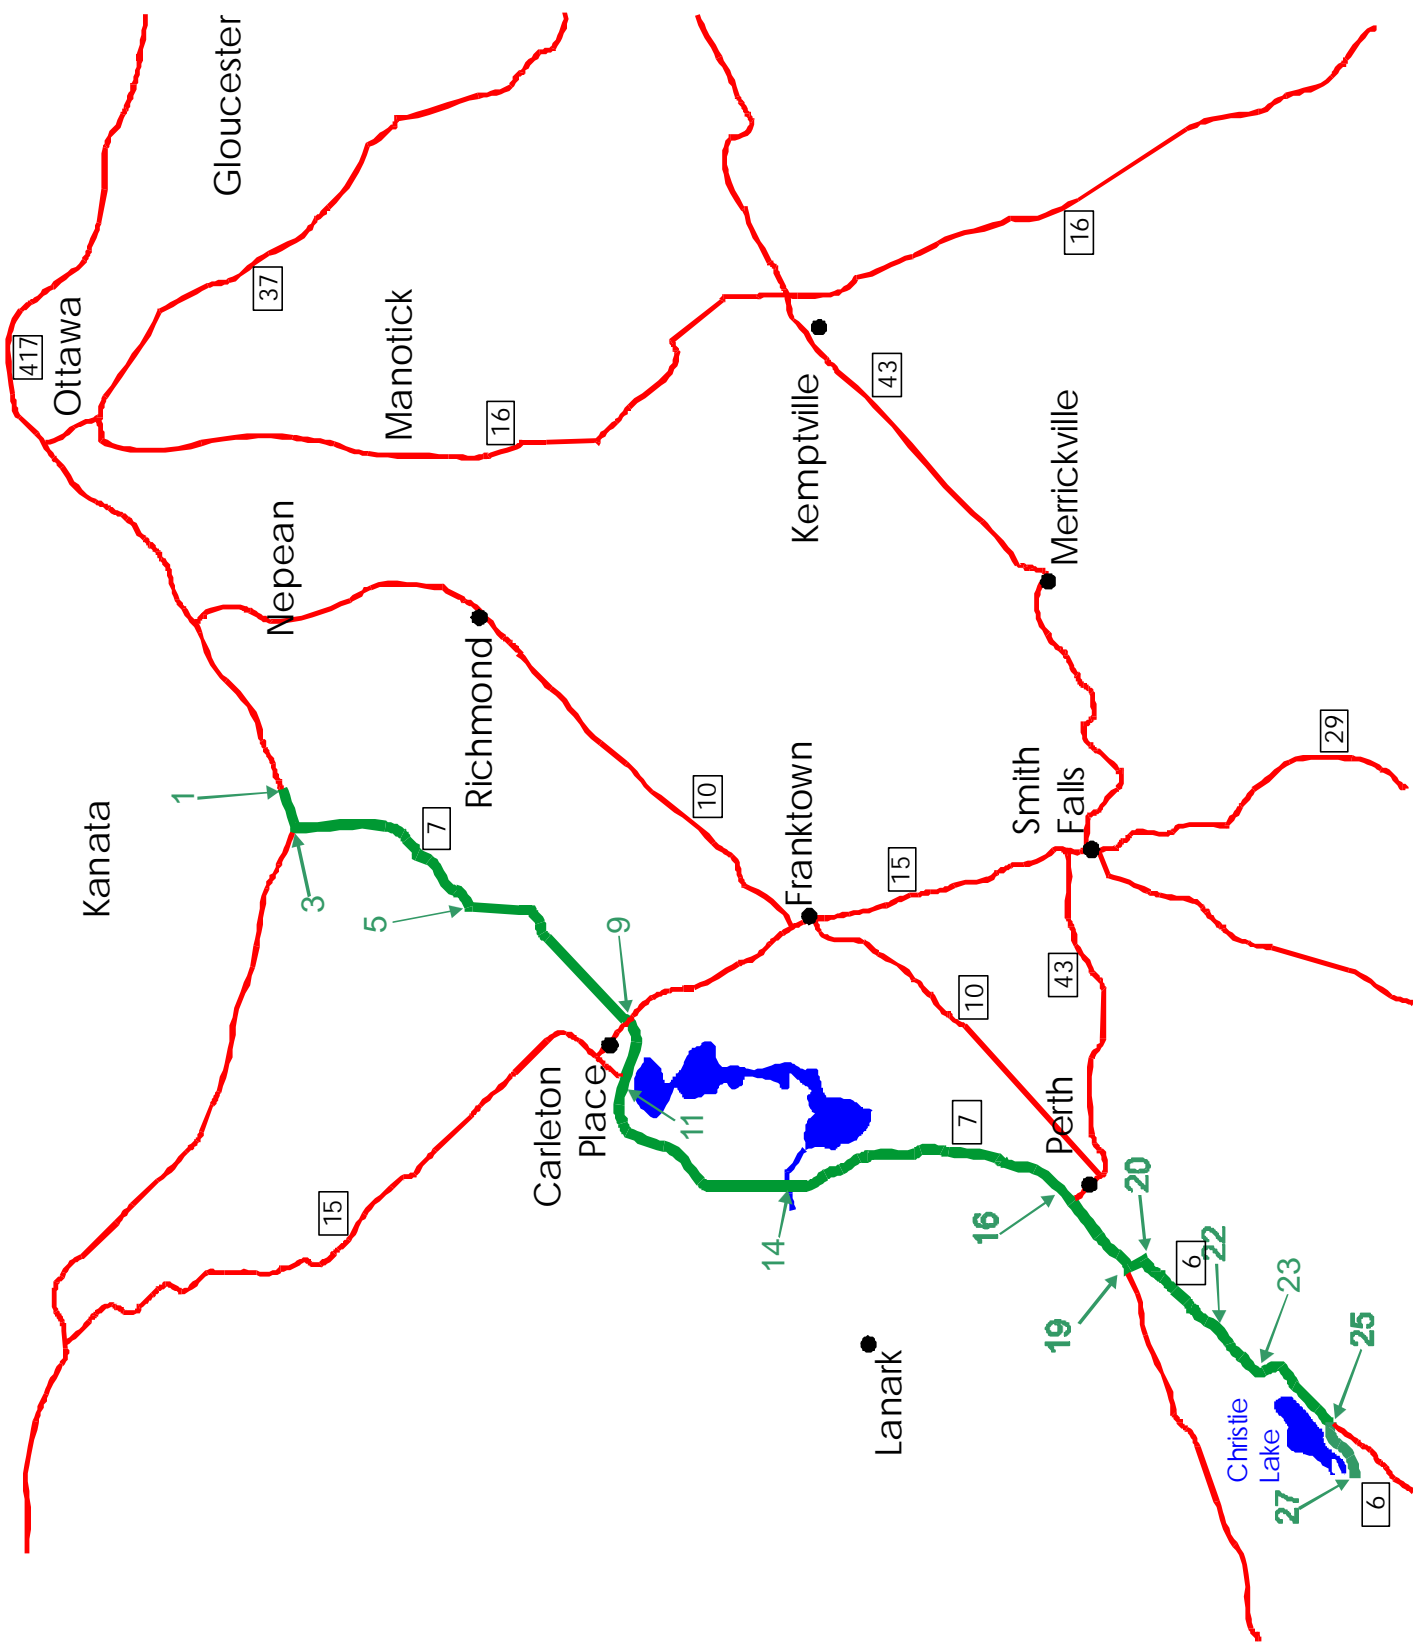 Gloucester
417
Ottawa
37
Manotick
16
16
Kemptville
43
Merrickville
Nepean
Richmond
10
Kanata
1
3
7
5
9
Franktown
15
Smith
Falls
29
43
10
Carleton
Place
11
15
14
7
Perth
16
20
19
6
22
23
25
Lanark
Christie
Lake
27
6